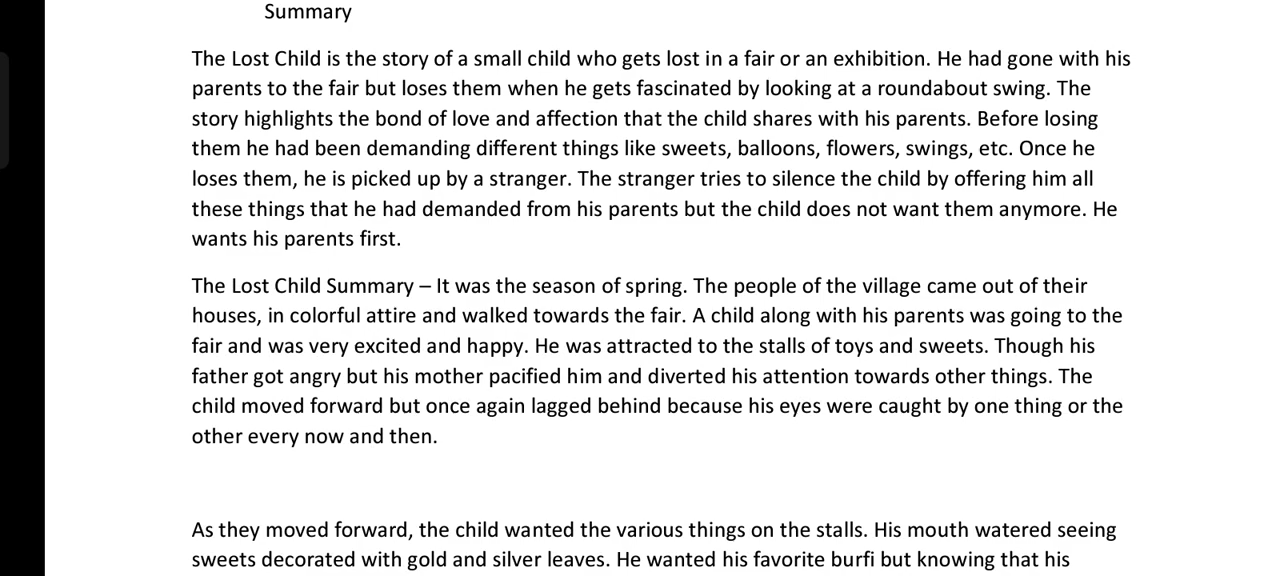 Summary
The Lost Child is the story of a small child who gets lost in a fair or an exhibition. He had gone with his
parents to the fair but loses them when he gets fascinated by looking at a roundabout swing. The
story highlights the bond of love and affection that the child shares with his parents. Before losing
them he had been demanding different things like sweets, balloons, flowers, swings, etc. Once he
loses them, he is picked up by a stranger. The stranger tries to silence the child by offering him all
these things that he had demanded from his parents but the child does not want them anymore. He
wants his parents first.
The Lost Child Summary – It was the season of spring. The people of the village came out of their
houses, in colorful attire and walked towards the fair. A child along with his parents was going to the
fair and was very excited and happy. He was attracted to the stalls of toys and sweets. Though his
father got angry but his mother pacified him and diverted his attention towards other things. The
child moved forward but once again lagged behind because his eyes were caught by one thing or the
other every now and then.
As they moved forward, the child wanted the various things on the stalls. His mouth watered seeing
sweets decorated with gold and silver leaves. He wanted his favorite burfi but knowing that his